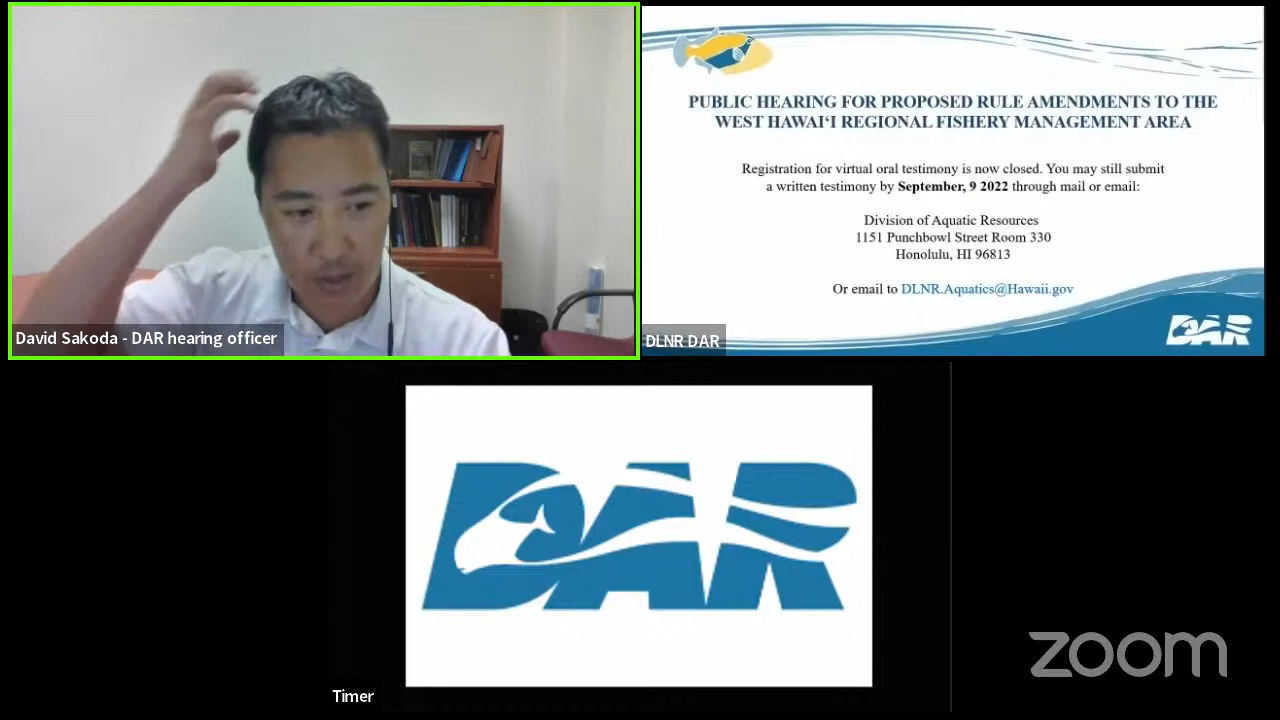 PUBLIC HEARING FOR PROPOSED RULE AMENDMENTS TO THE
WEST HAWAIʻI REGIONAL FISHERY MANAGEMENT AREA
Registration for virtual oral testimony is now closed. You may still submit
a written testimony by September, 9 2022 through mail or email:
Division of Aquatic Resources
1151 Punchbowl Street Room 330
Honolulu, HI 96813
Or email to DLNR.Aquatics@Hawaii.gov
DAR
David Sakoda - DAR hearing officer
DLNR DAR
DAR
zoom
Timer